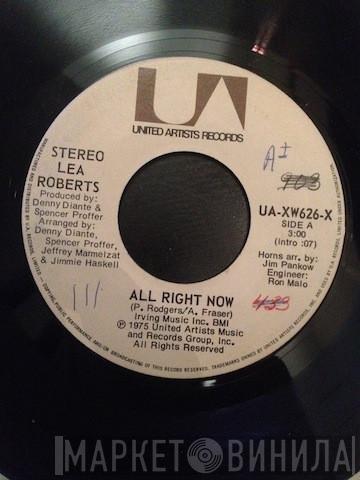 UA
UNITED ARTISTS RECORDS
STEREO
LEA
ROBERTS
Produced by:
Denny Diante &
Spencer Proffer
Arranged by:
Denny Diante,
Spencer Proffer,
Jeffrey Marmelzat
& Jimmie Haskell
A±
903
UA-XW626-X
SIDE A
3:00
(Intro :07)
Horns arr. by:
Jim Pankow
Engineer:
Ron Malo
111
433
ALL RIGHT NOW
(P. Rodgers/A. Fraser)
Irving Music Inc. BMI
℗ 1975 United Artists Music
and Records Group, Inc.
All Rights Reserved
МАРКЕТ ВИНИЛА